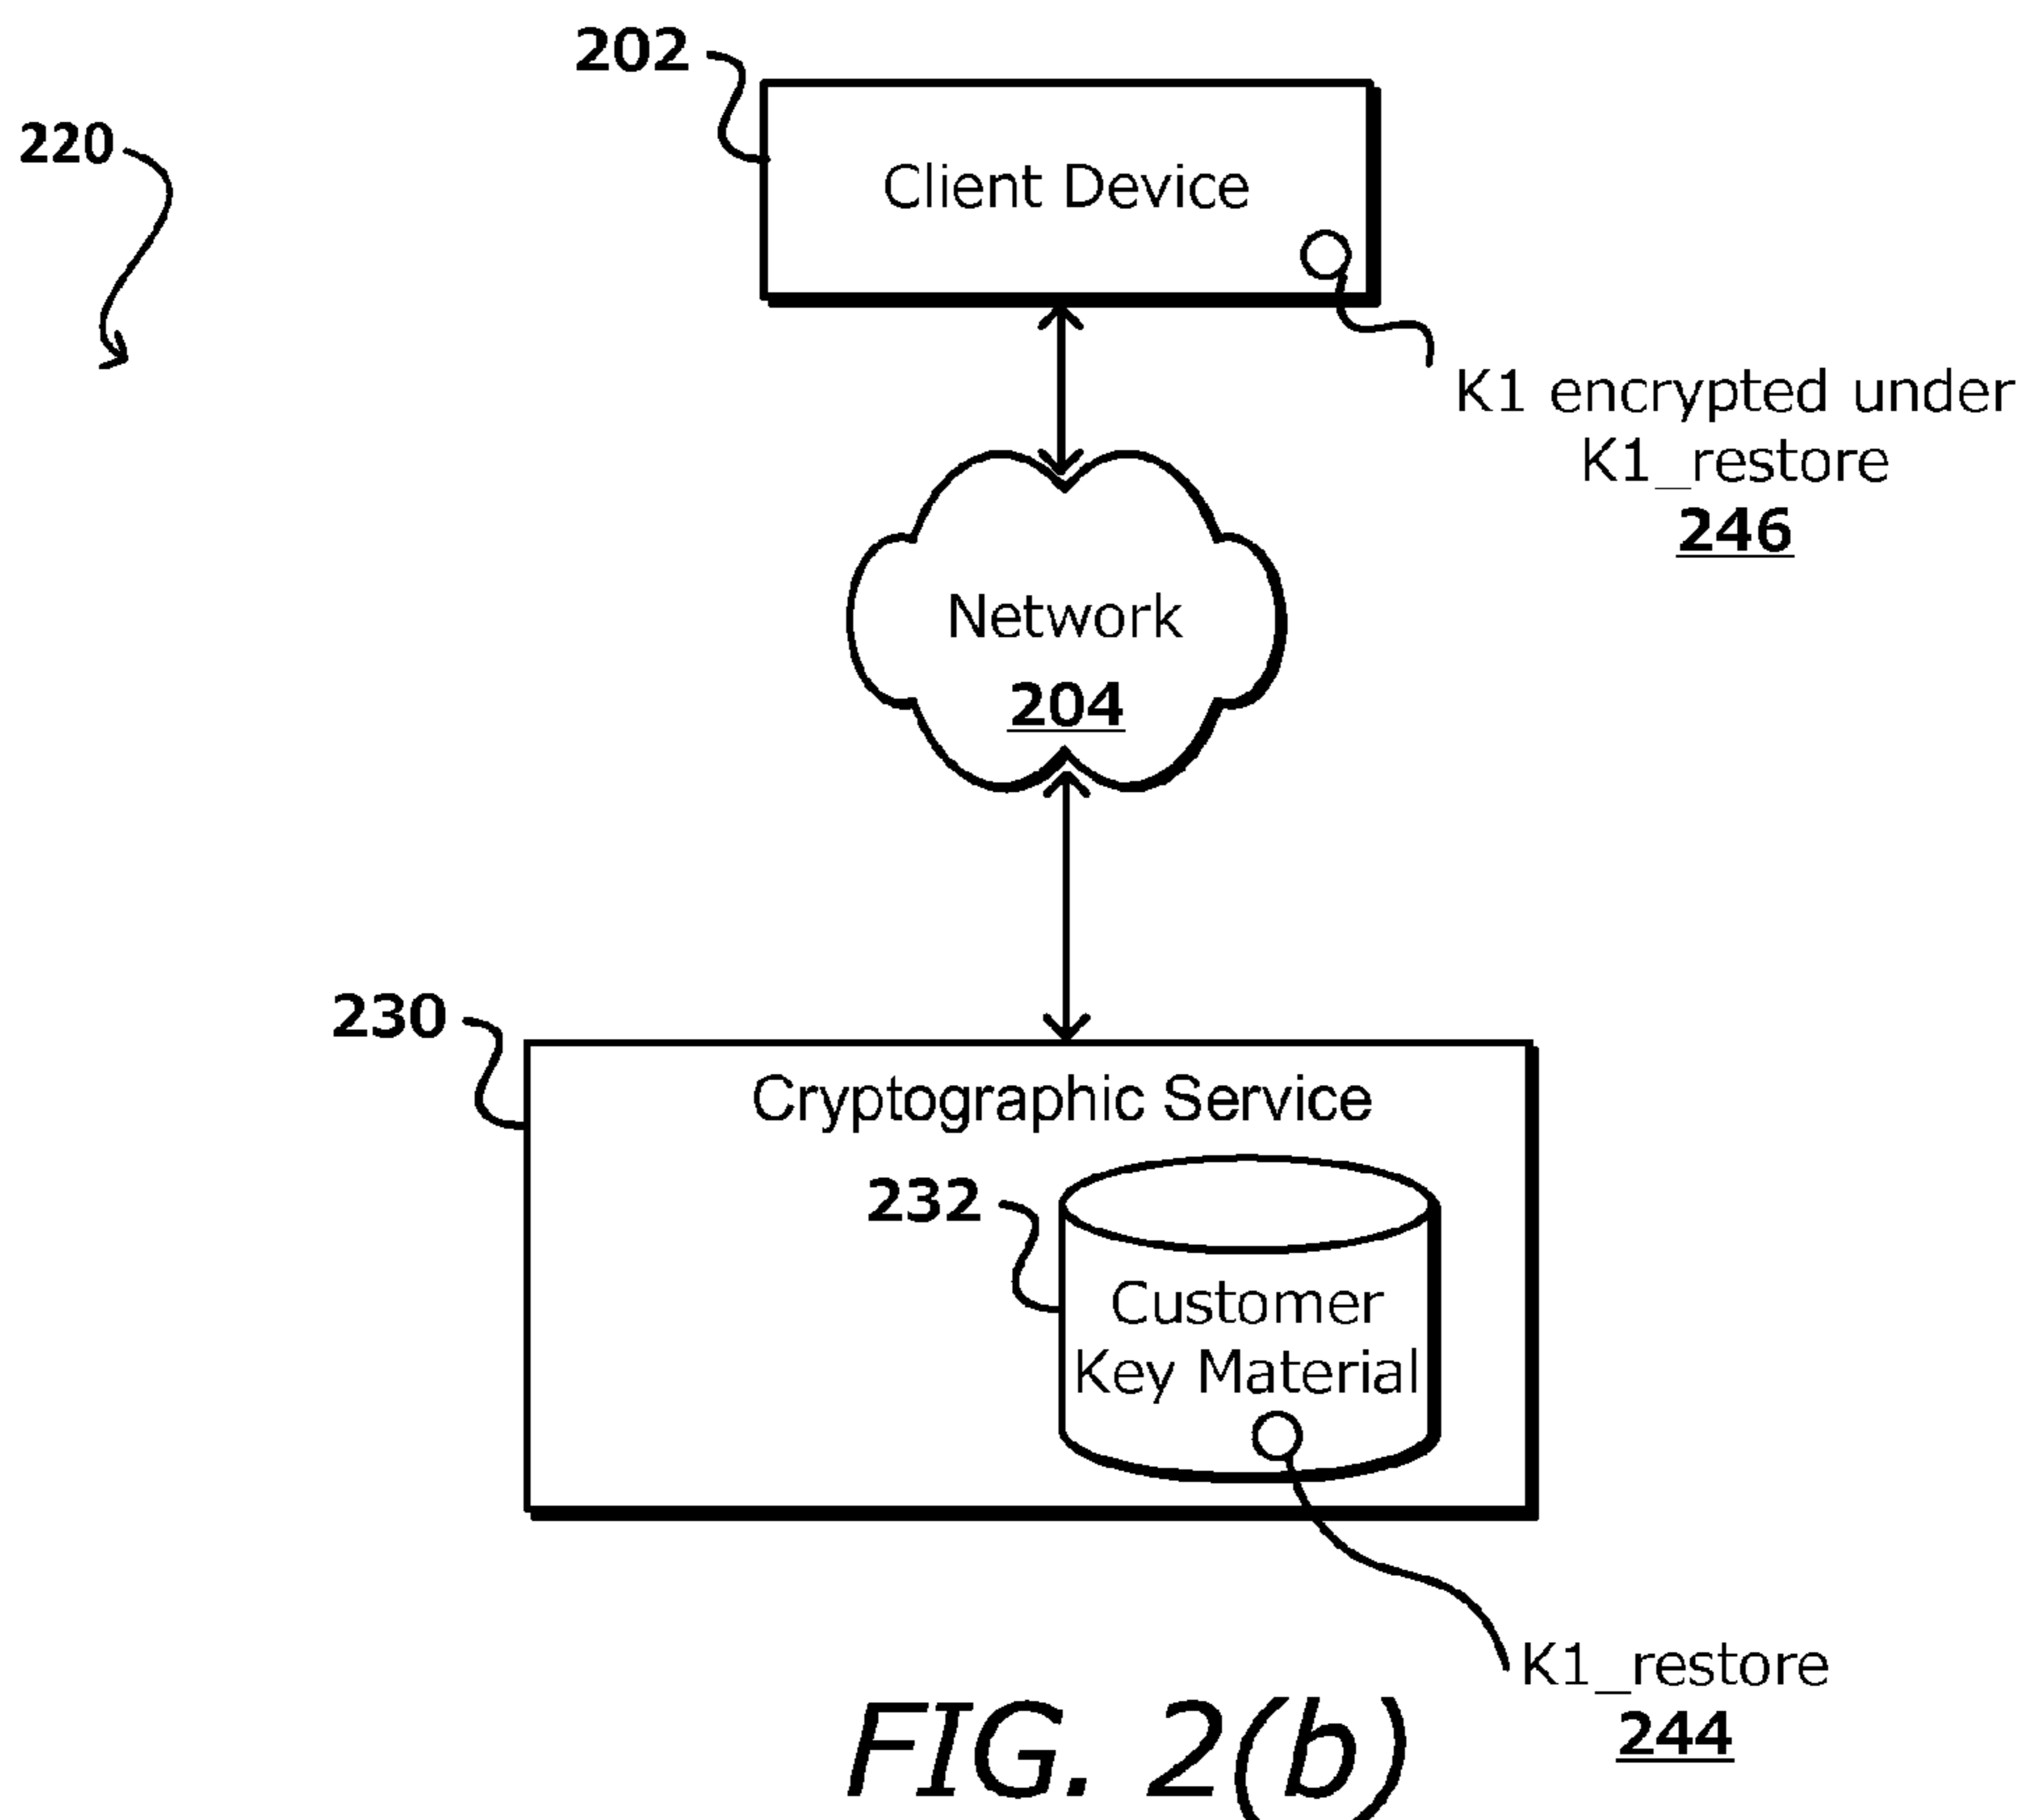 202
220
Client Device
K1 encrypted under
K1_restore
246
Network
204
230
Cryptographic Service
232
Customer
Key Material
K1_restore
244
FIG. 2(b)